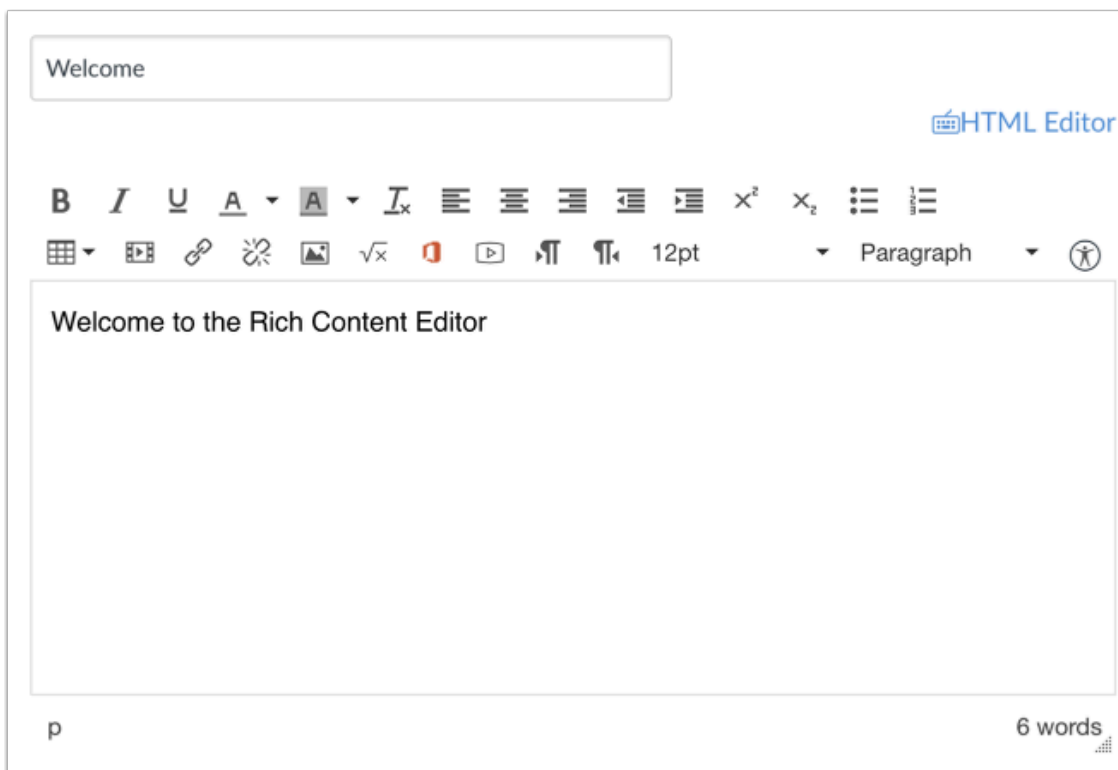 Welcome
HTML Editor
12pt
Paragraph
Welcome to the Rich Content Editor
p
6 words